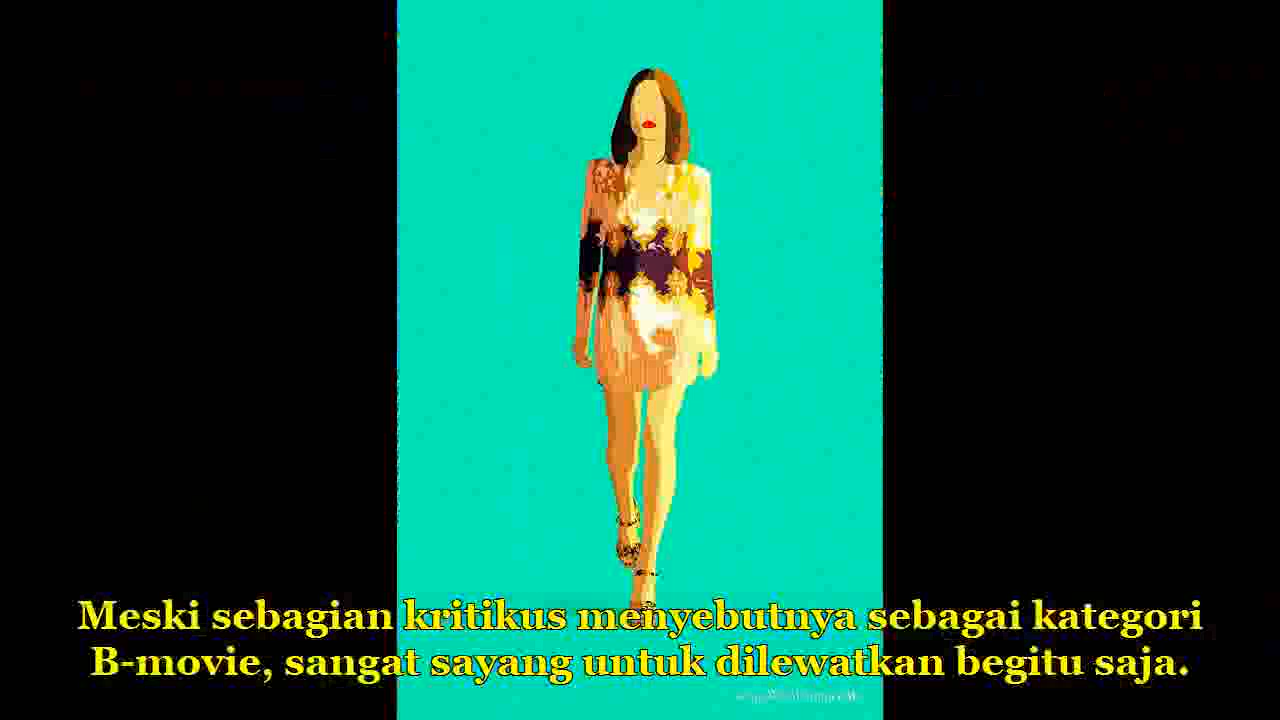 Meski sebagian kritikus menyebutnya sebagai kategori
B-movie, sangat sayang untuk dilewatkan begitu saja.